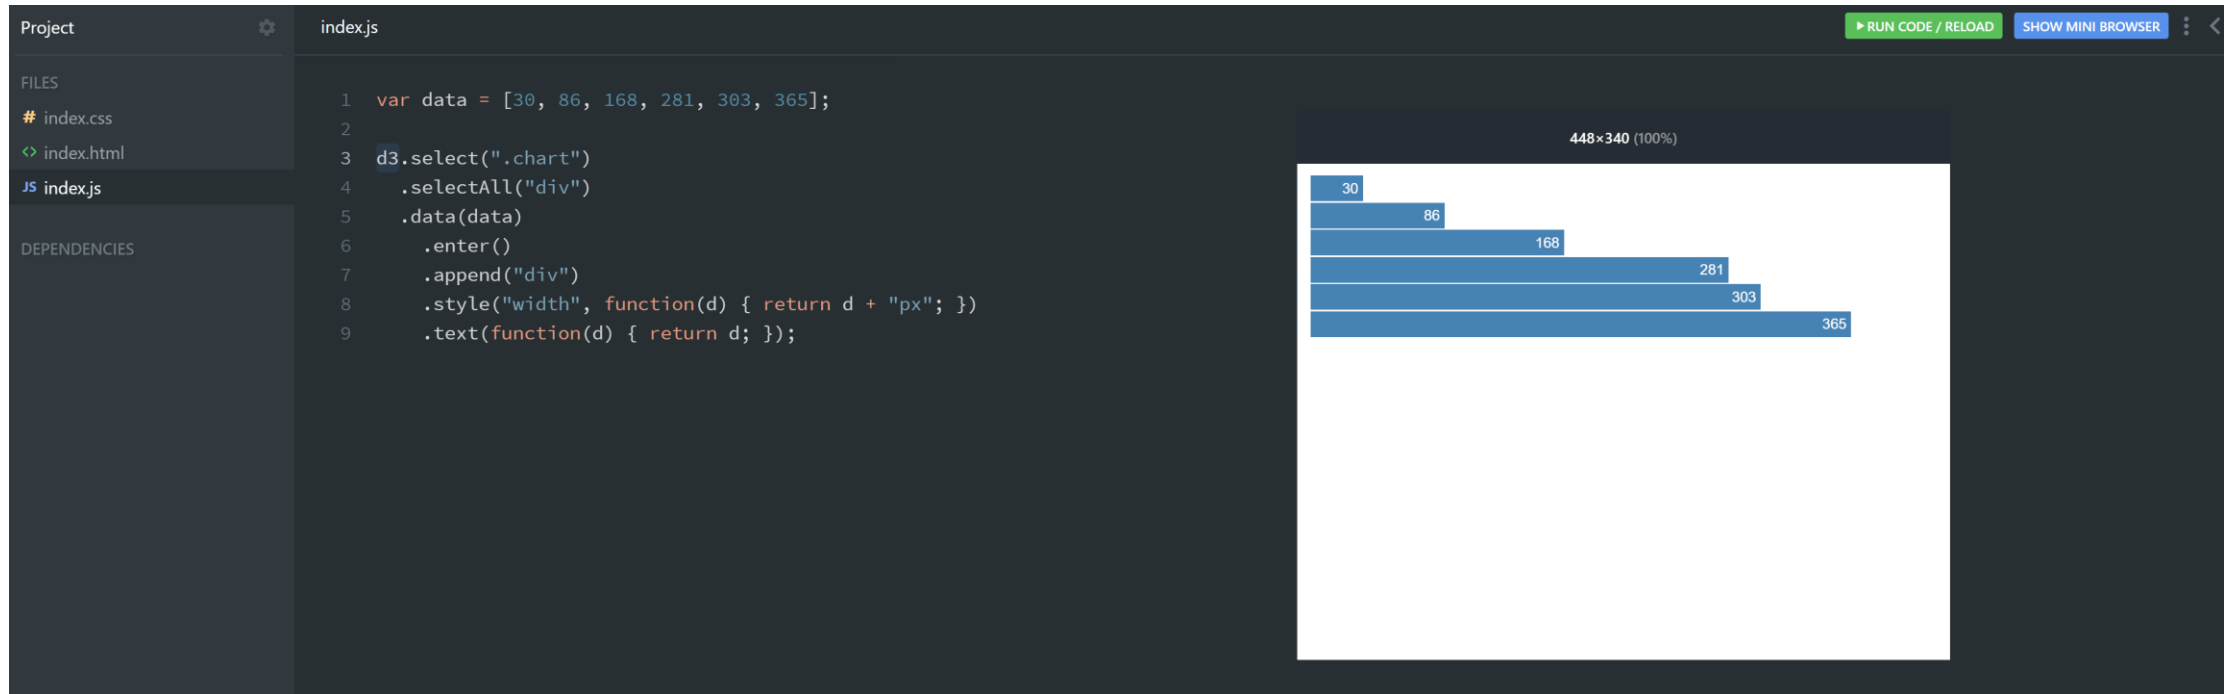 Project
index.js
RUN CODE / RELOAD
SHOW MINI BROWSER
FILES
# index.css
<> index.html
JS index.js
DEPENDENCIES
1 var data = [30, 86, 168, 281, 303, 365];
2
3 d3.select(".chart")
4 .selectAll("div")
5 .data(data)
6 .enter()
7 .append("div")
8 .style("width", function(d) { return d + "px"; })
9 .text(function(d) { return d; });
448×340 (100%)
30
86
168
281
303
365